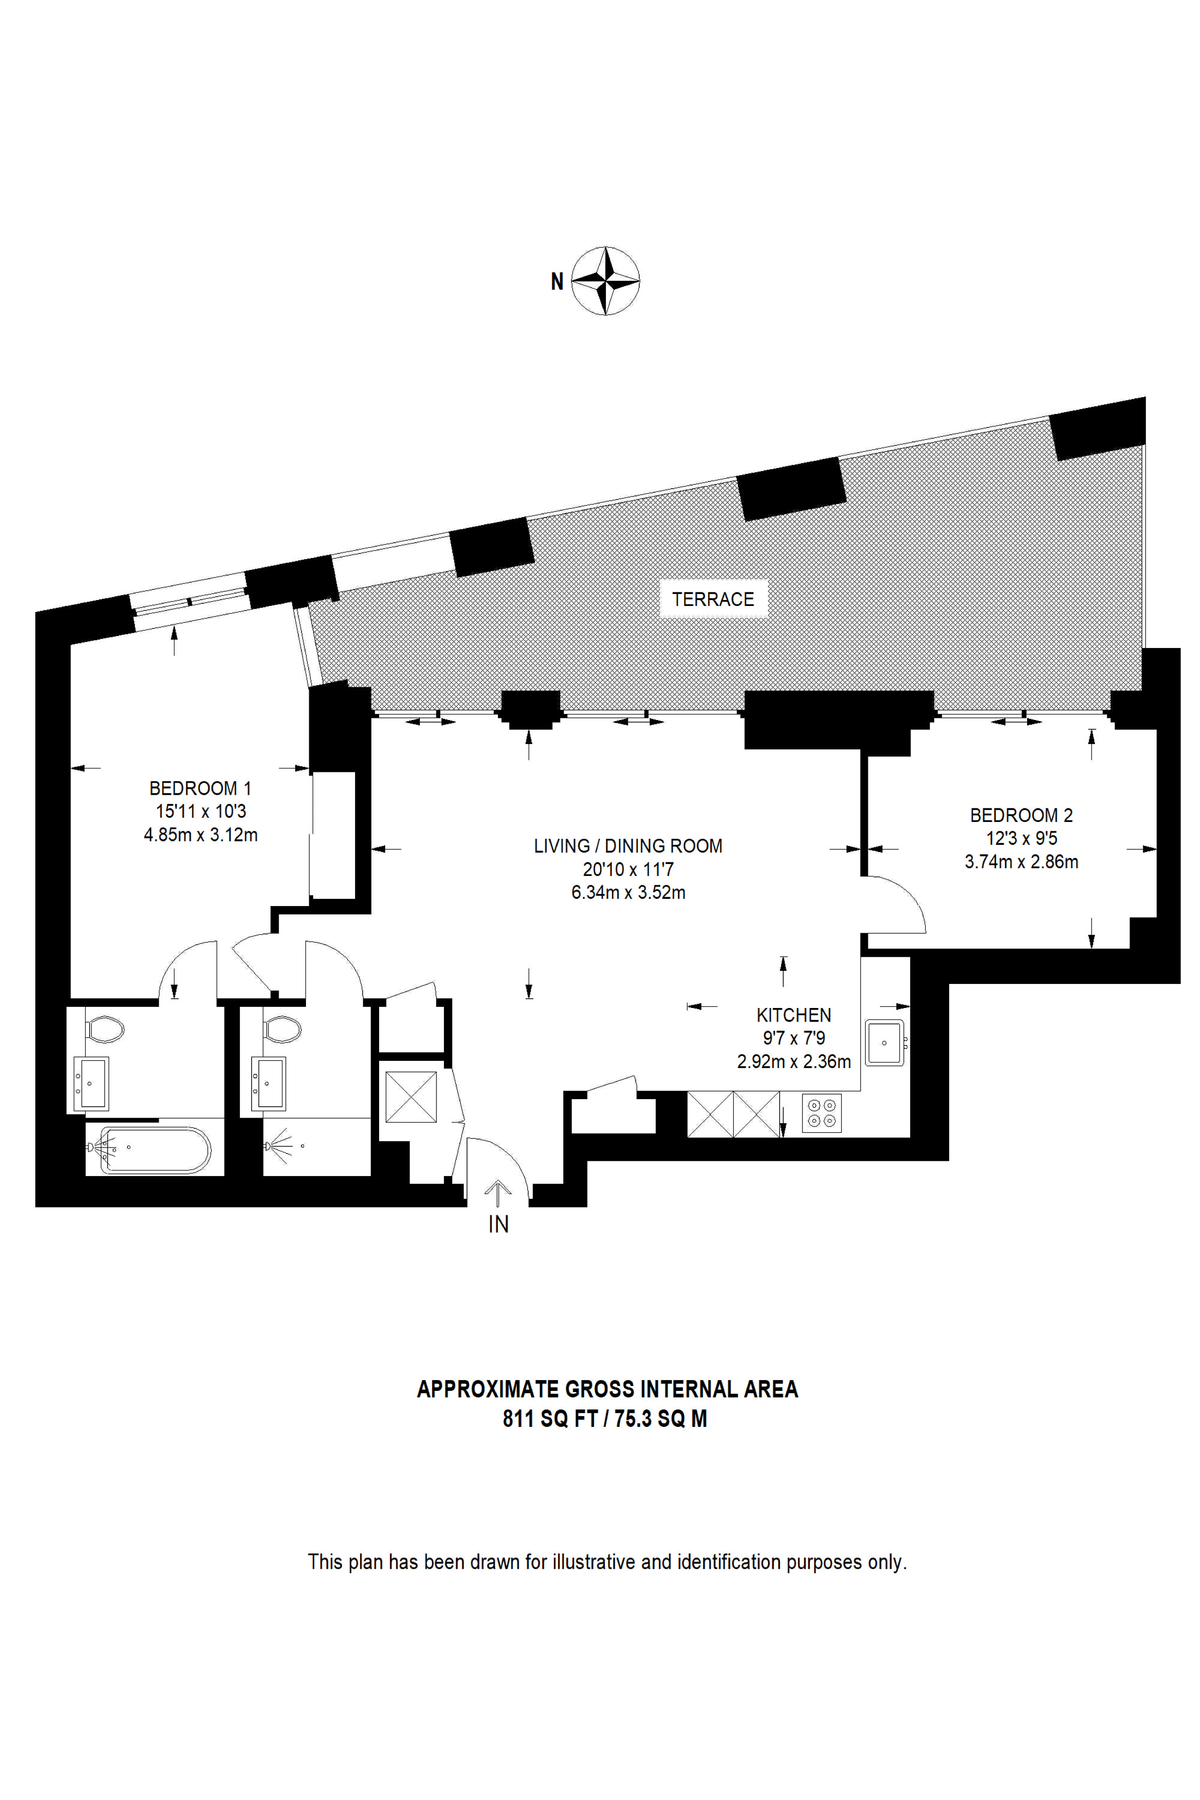 N
TERRACE
BEDROOM 1
15'11 x 10'3
4.85m x 3.12m
LIVING / DINING ROOM
20'10 x 11'7
6.34m x 3.52m
BEDROOM 2
12'3 x 9'5
3.74m x 2.86m
KITCHEN
9'7 x 7'9
2.92m x 2.36m
IN
APPROXIMATE GROSS INTERNAL AREA
811 SQ FT / 75.3 SQ M
This plan has been drawn for illustrative and identification purposes only.